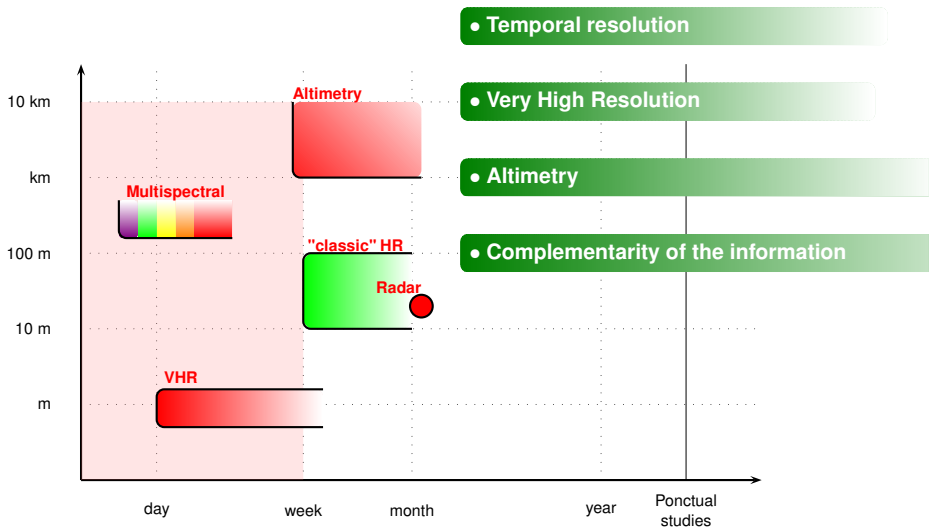 • Temporal resolution
10 km
Altimetry
• Very High Resolution
km
Multispectral
• Altimetry
100 m
"classic" HR
• Complementarity of the information
Radar
10 m
VHR
m
day
week
month
year
Ponctual
studies